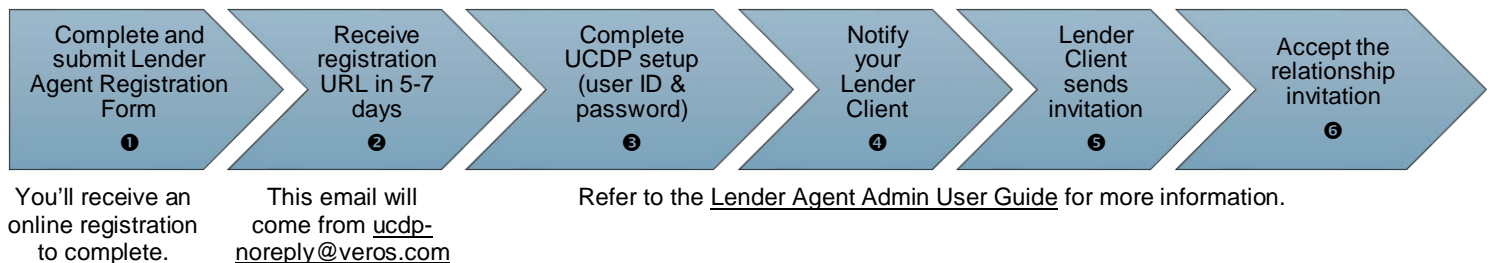 Complete and
submit Lender
Agent Registration
Form
❶
Receive
registration
URL in 5-7
days
❷
Complete
UCDP setup
(user ID &
password)
❸
Notify
your
Lender
Client
❹
Lender
Client
sends
invitation
❺
Accept the
relationship
invitation
❻
You'll receive an
online registration
to complete.
This email will
come from ucdp-
noreply@veros.com
Refer to the Lender Agent Admin User Guide for more information.